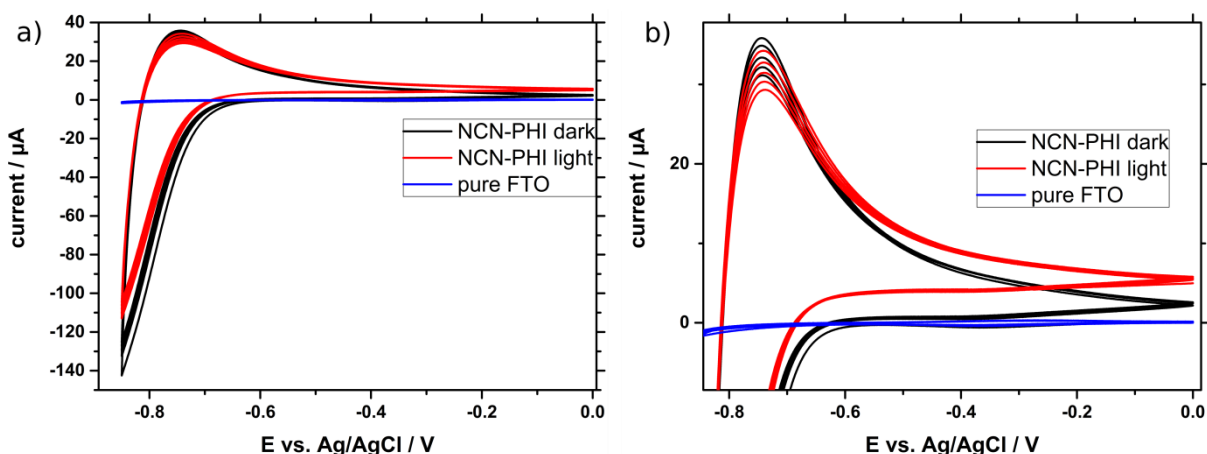 a)
current / µA
40
20
0
-20
-40
-60
-80
-100
-120
-140
NCN-PHI dark
NCN-PHI light
pure FTO
-0.8 -0.6 -0.4 -0.2 0.0
E vs. Ag/AgCl / V
b)
current / µA
20
0
NCN-PHI dark
NCN-PHI light
pure FTO
-0.8 -0.6 -0.4 -0.2 0.0
E vs. Ag/AgCl / V